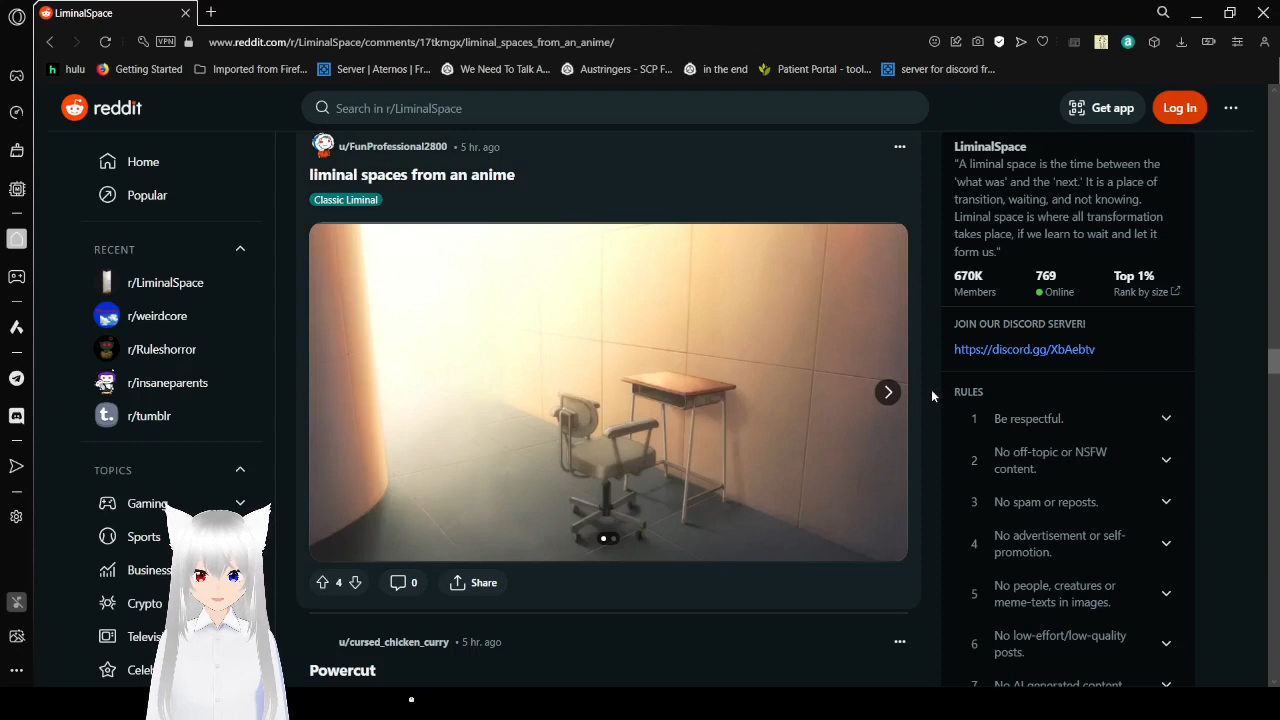 LiminalSpace
www.reddit.com/r/LiminalSpace/comments/17tkmgx/liminal_spaces_from_an_anime/
VPN
hulu
Getting Started
Imported from Firef...
Server | Aternos | Fr...
We Need To Talk A...
Austringers - SCP F...
in the end
Patient Portal - tool...
server for discord fr...
reddit
Search in r/LiminalSpace
Get app
Log In
Home
Popular
RECENT
r/LiminalSpace
r/weirdcore
r/Ruleshorror
r/insaneparents
r/tumblr
TOPICS
Gaming
Sports
Business
Crypto
Televis
Celeb
u/FunProfessional2800 • 5 hr. ago
liminal spaces from an anime
Classic Liminal
4
0
Share
u/cursed_chicken_curry • 5 hr. ago
Powercut
LiminalSpace
"A liminal space is the time between the
'what was' and the 'next.' It is a place of
transition, waiting, and not knowing.
Liminal space is where all transformation
takes place, if we learn to wait and let it
form us."
670K
Members
769
Online
Top 1%
Rank by size
JOIN OUR DISCORD SERVER!
https://discord.gg/XbAebtv
RULES
1 Be respectful.
2 No off-topic or NSFW
content.
3 No spam or reposts.
4 No advertisement or self-
promotion.
5 No people, creatures or
meme-texts in images.
6 No low-effort/low-quality
posts.
7 No AI generated content